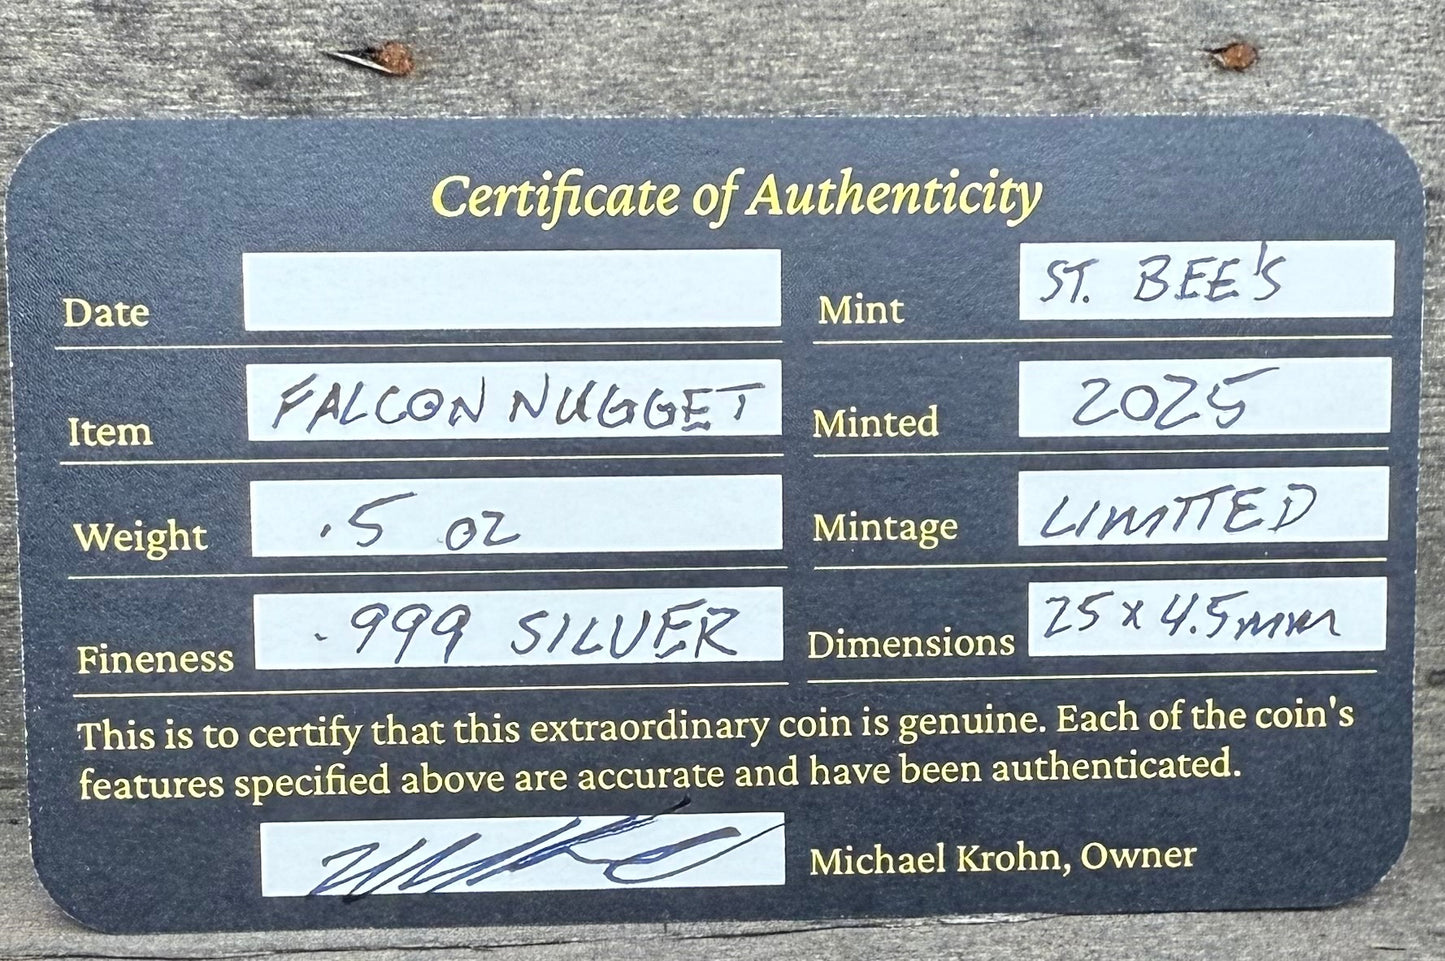 Certificate of Authenticity
Date
Mint ST. BEE'S
Item FALCON NUGGET
Minted 2025
Weight .5 oz
Mintage LIMITED
Fineness .999 SILVER
Dimensions 25 x 4.5mm
This is to certify that this extraordinary coin is genuine. Each of the coin's
features specified above are accurate and have been authenticated.
Michael Krohn, Owner